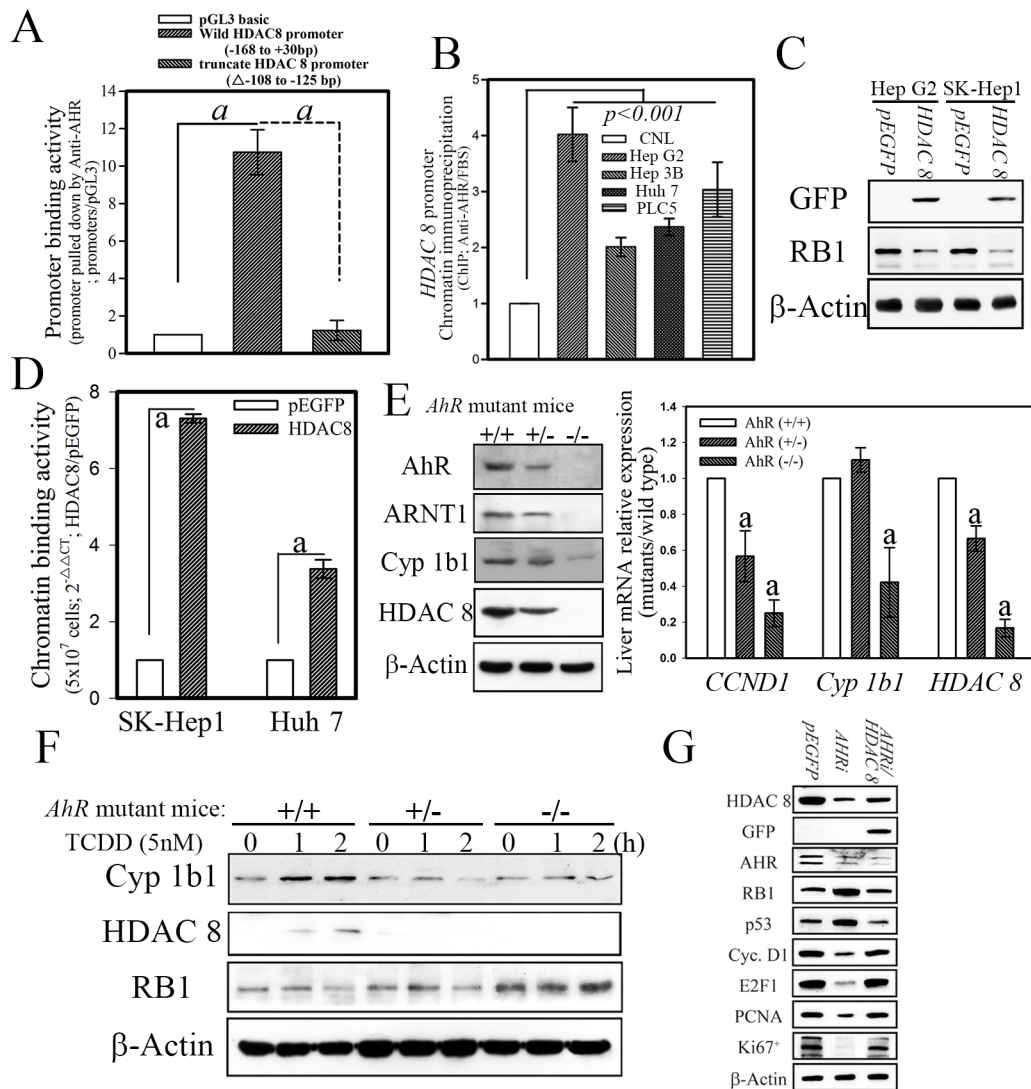 A
pGL3 basic
Wild HDAC8 promoter
(-168 to +30bp)
truncate HDAC 8 promoter
(△-108 to -125 bp)
Promoter binding activity
(promoter pulled down by Anti-AHR
; promoters/pGL3)
14
12
10
8
6
4
2
0
a
a
B
HDAC 8 promoter
Chromatin immunoprecipitation
(ChIP; Anti-AHR/FBS)
5
4
3
2
1
0
p<0.001
CNL
Hep G2
Hep 3B
Huh 7
PLC5
C
Hep G2 SK-Hep1
pEGFP
HDAC 8
pEGFP
HDAC 8
GFP
RB1
β-Actin
D
Chromatin binding activity
(5x10⁷ cells; 2^-△△CT; HDAC8/pEGFP)
8
6
4
2
0
pEGFP
HDAC8
a
a
SK-Hep1 Huh 7
E
AhR mutant mice
+/+ +/- -/-
AhR
ARNT1
Cyp 1b1
HDAC 8
β-Actin
Liver mRNA relative expression
(mutants/wild type)
1.4
1.2
1.0
0.8
0.6
0.4
0.2
0.0
AhR (+/+)
AhR (+/-)
AhR (-/-)
a
a
a
a
a
CCND1 Cyp 1b1 HDAC 8
F
AhR mutant mice: +/+ +/- -/-
TCDD (5nM) 0 1 2 0 1 2 0 1 2 (h)
Cyp 1b1
HDAC 8
RB1
β-Actin
G
pEGFP
AHRi
AHRi/
HDAC 8
HDAC 8
GFP
AHR
RB1
p53
Cyc. D1
E2F1
PCNA
Ki67⁺
β-Actin